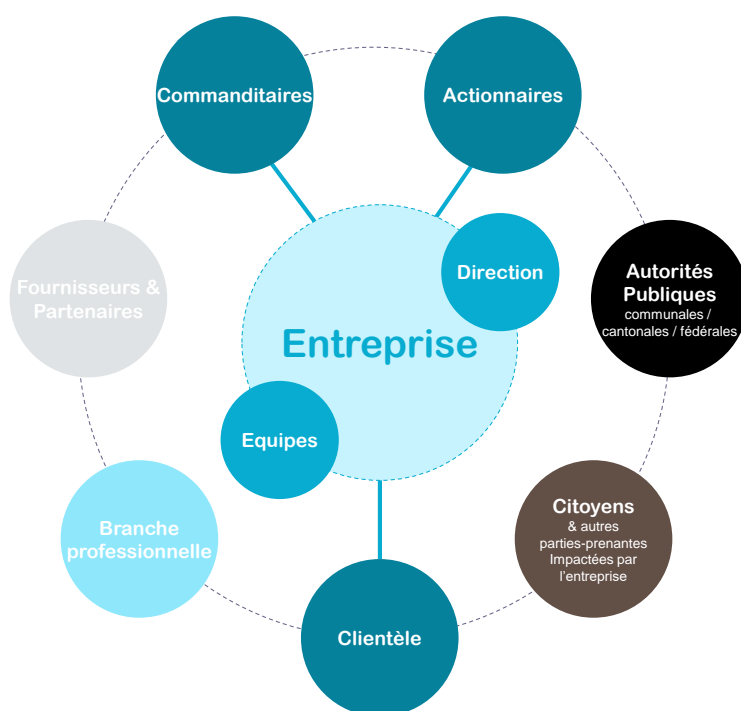 Commanditaires
Actionnaires
Fournisseurs &
Partenaires
Direction
Autorités
Publiques
communales /
cantonales / fédérales
Entreprise
Equipes
Branche
professionnelle
Citoyens
& autres
parties-prenantes
Impactées par
l'entreprise
Clientèle